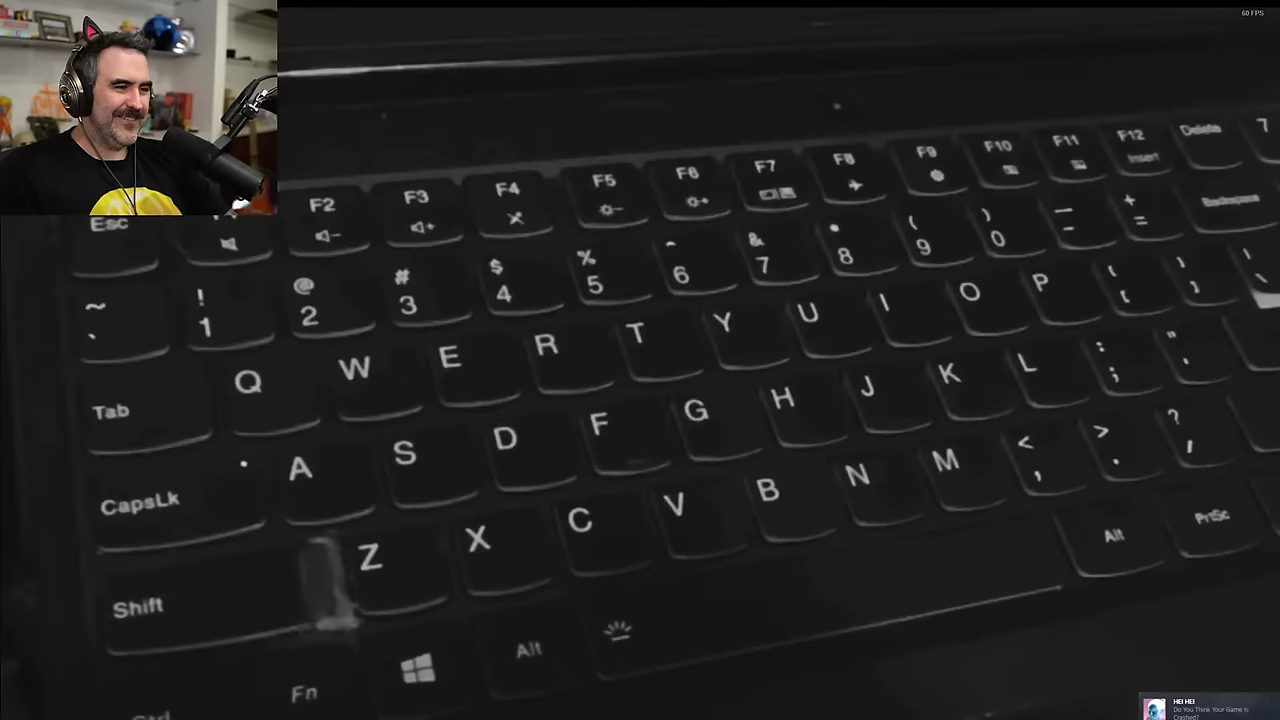 60 FPS
Esc F2 F3 F4 F5 F6 F7 F8 F9 F10 F11 F12 Insert Delete 7
~ ` ! 1 @ 2 # 3 $ 4 % 5 ^ 6 & 7 * 8 ( 9 ) 0 — - + = Backspace
Tab Q W E R T Y U I O P
CapsLk A S D F G H J K L : ; " '
Shift Z X C V B N M < , > . ? /
Fn Alt Alt PrtSc
HEI HEI
Do You Think Your Game Is
Crashed?